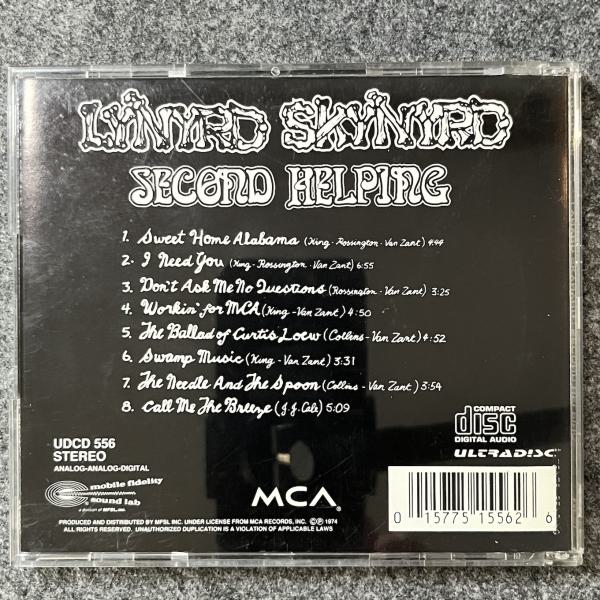 LYNYRD SKYNYRD
SECOND HELPING
1. Sweet Home Alabama (King - Rossington - Van Zant) 4:44
2. I Need You (King - Rossington - Van Zant) 6:55
3. Don't Ask Me No Questions (Rossington - Van Zant) 3:25
4. Workin' for MCA (King - Van Zant) 4:50
5. The Ballad of Curtis Loew (Collins - Van Zant) 4:52
6. Swamp Music (King - Van Zant) 3:31
7. The Needle And The Spoon (Collins - Van Zant) 3:54
8. Call Me The Breeze (J.J. Cale) 5:09
UDCD 556
STEREO
ANALOG-ANALOG-DIGITAL
mobile fidelity
sound lab
a division of MFSL, inc.
MCA
COMPACT
disc
DIGITAL AUDIO
ULTRADISC
0 15775 15562 6
PRODUCED AND DISTRIBUTED BY MFSL INC. UNDER LICENSE FROM MCA RECORDS, INC. ©℗ 1974
ALL RIGHTS RESERVED. UNAUTHORIZED DUPLICATION IS A VIOLATION OF APPLICABLE LAWS